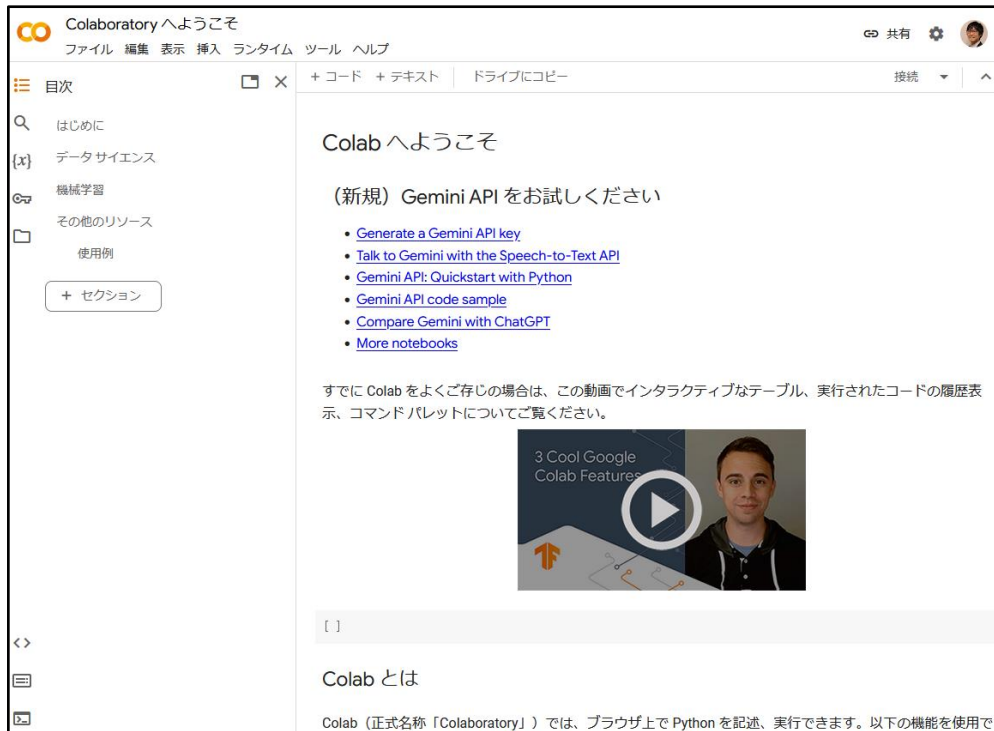 Colaboratory へようこそ
ファイル 編集 表示 挿入 ランタイム ツール ヘルプ
共有
目次
+ コード + テキスト ドライブにコピー
接続
はじめに
データ サイエンス
機械学習
その他のリソース
使用例
+ セクション
{x}
Colab へようこそ
（新規）Gemini API をお試しください
• Generate a Gemini API key
• Talk to Gemini with the Speech-to-Text API
• Gemini API: Quickstart with Python
• Gemini API code sample
• Compare Gemini with ChatGPT
• More notebooks
すでに Colab をよくご存じの場合は、この動画でインタラクティブなテーブル、実行されたコードの履歴表
示、コマンド パレットについてご覧ください。
3 Cool Google
Colab Features
[ ]
Colab とは
Colab（正式名称「Colaboratory」）では、ブラウザ上で Python を記述、実行できます。以下の機能を使用で